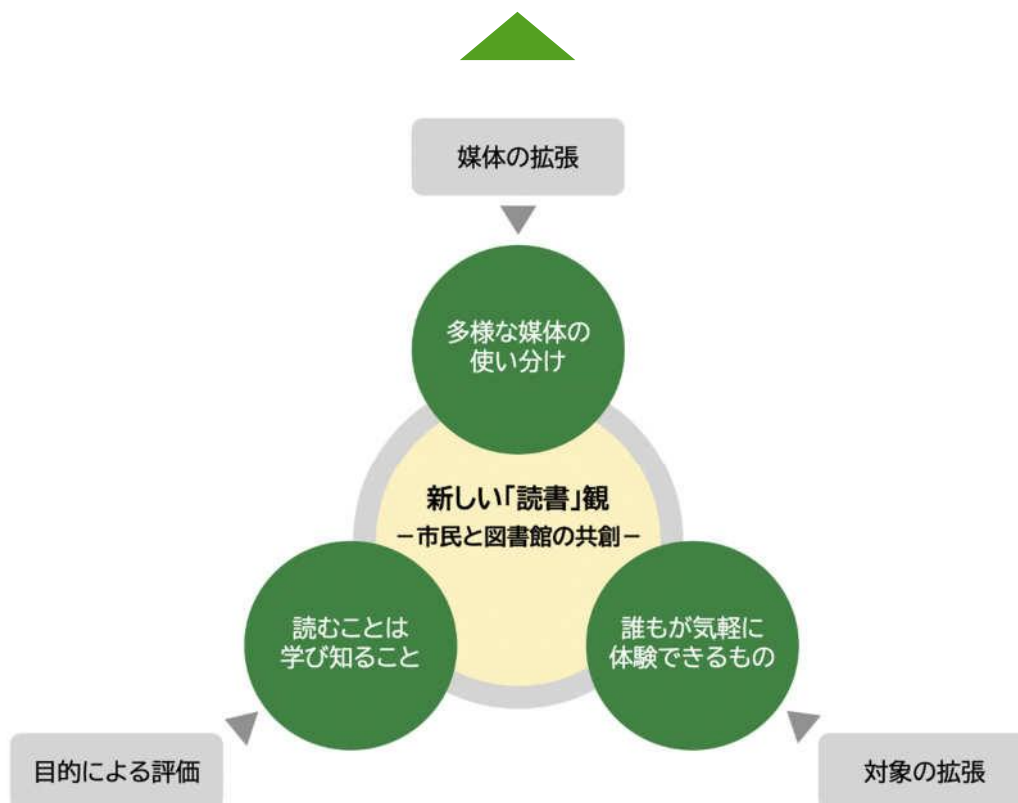 媒体の拡張
多様な媒体の
使い分け
新しい「読書」観
－市民と図書館の共創－
読むことは
学び知ること
誰もが気軽に
体験できるもの
目的による評価
対象の拡張